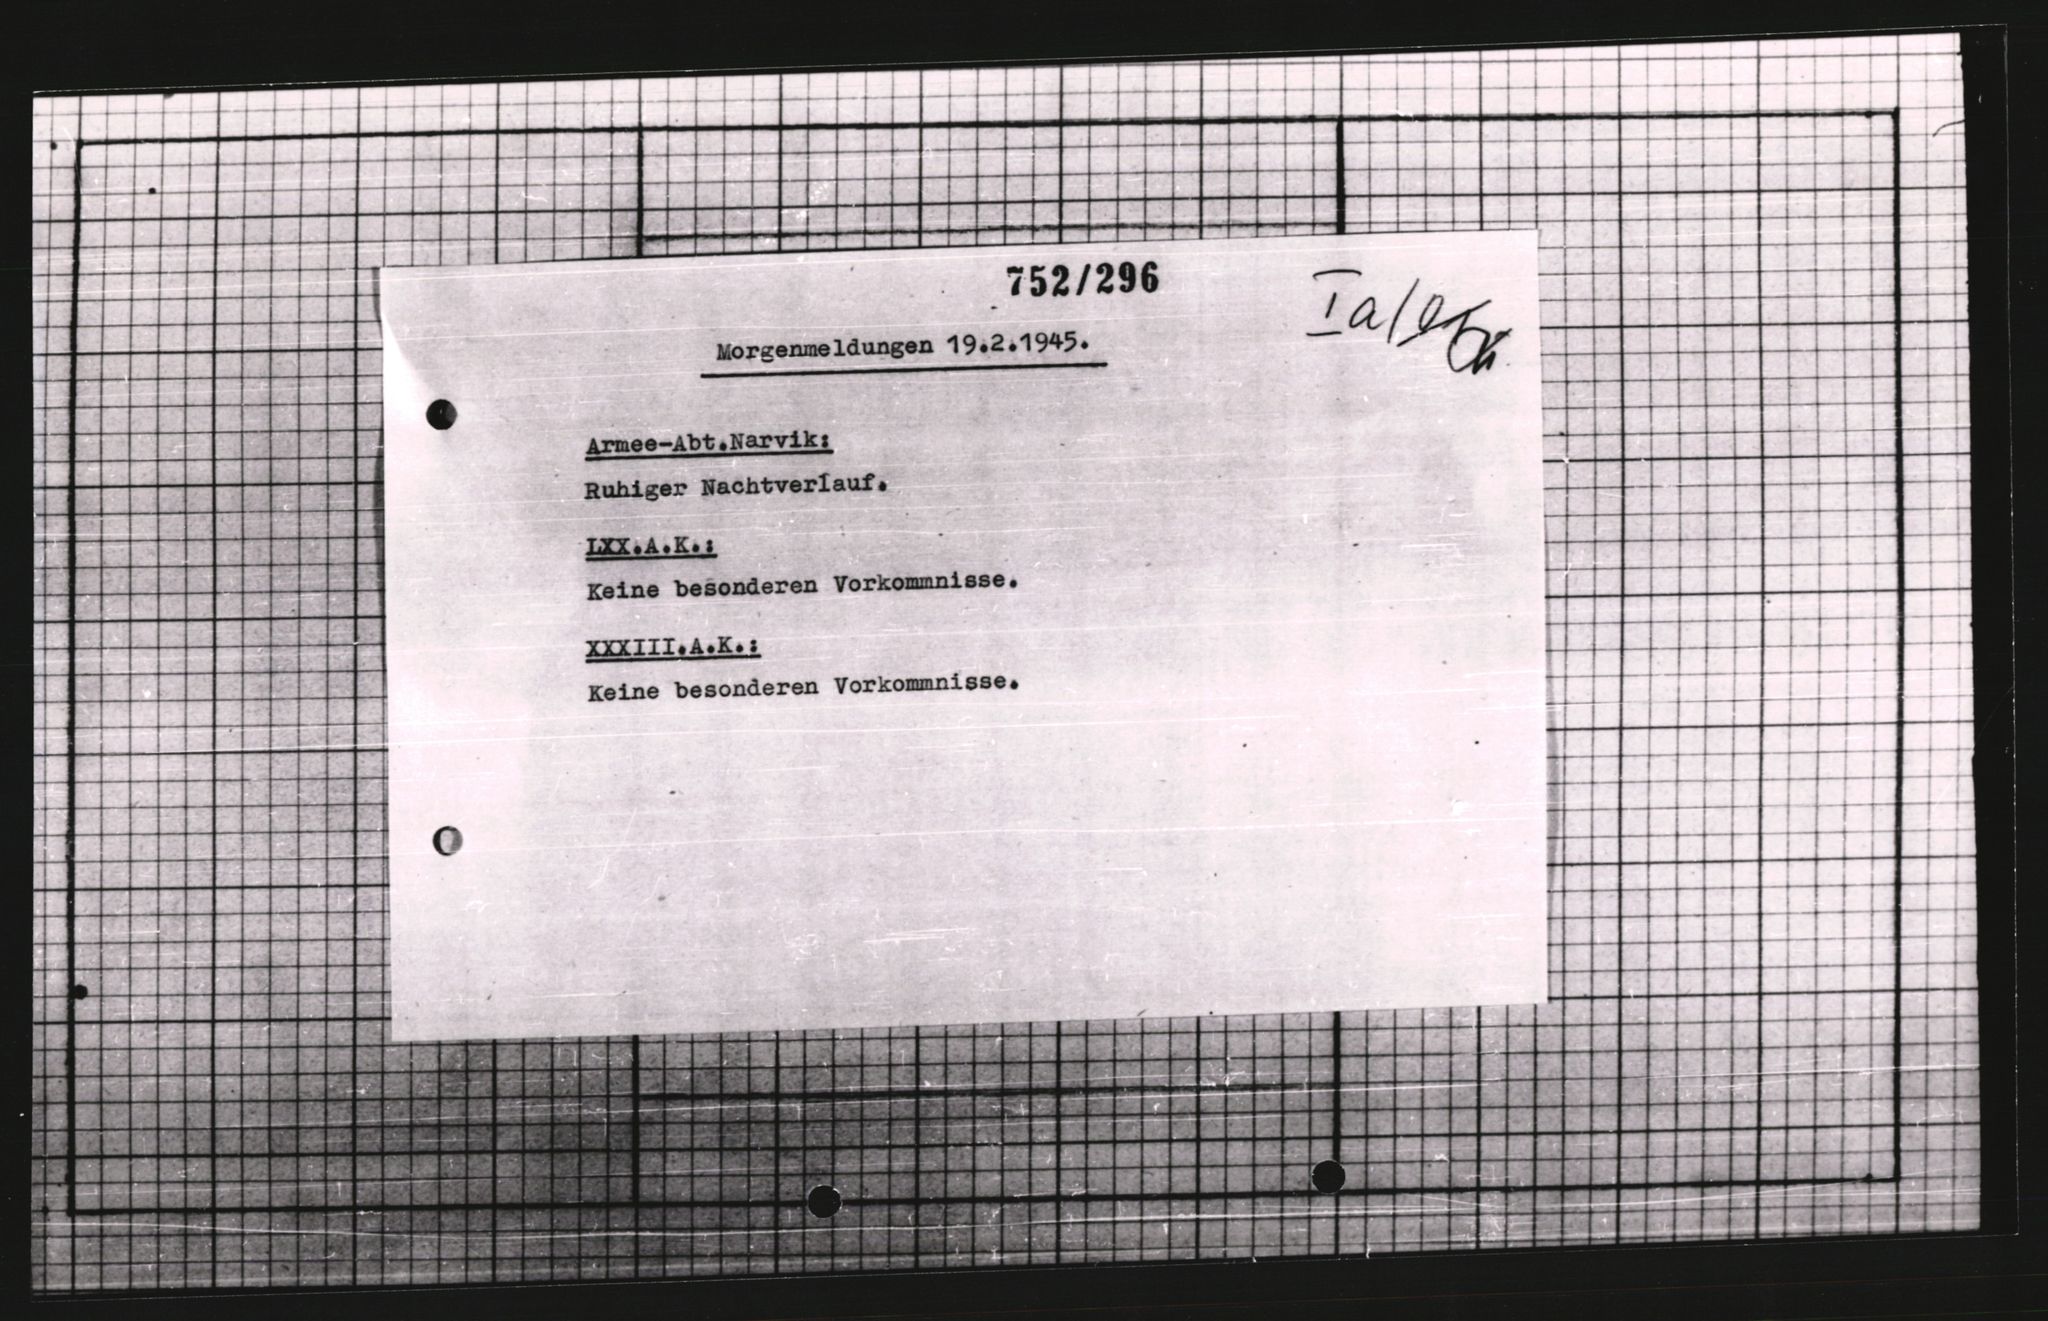 752/296
Ia/
Morgenmeldungen 19.2.1945.
Armee-Abt.Narvik:
Ruhiger Nachtverlauf.
LXX.A.K.:
Keine besonderen Vorkommnisse.
XXXIII.A.K.:
Keine besonderen Vorkommnisse.